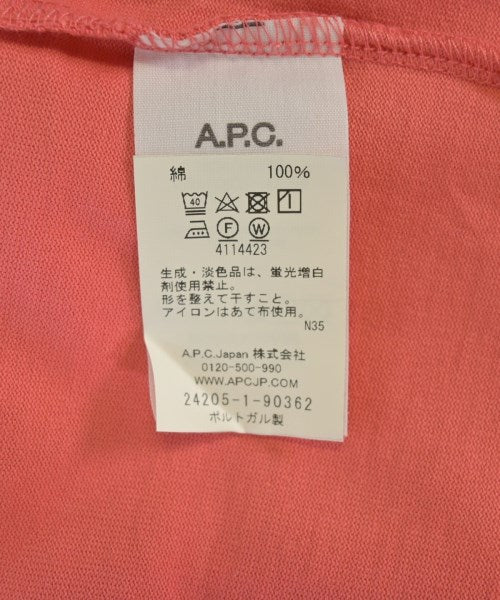 A.P.C.
綿 100%
40
F W
4114423
生成・淡色品は、蛍光増白
剤使用禁止。
形を整えて干すこと。
アイロンはあて布使用。
N35
A.P.C.Japan 株式会社
0120-500-990
WWW.APCJP.COM
24205-1-90362
ポルトガル製